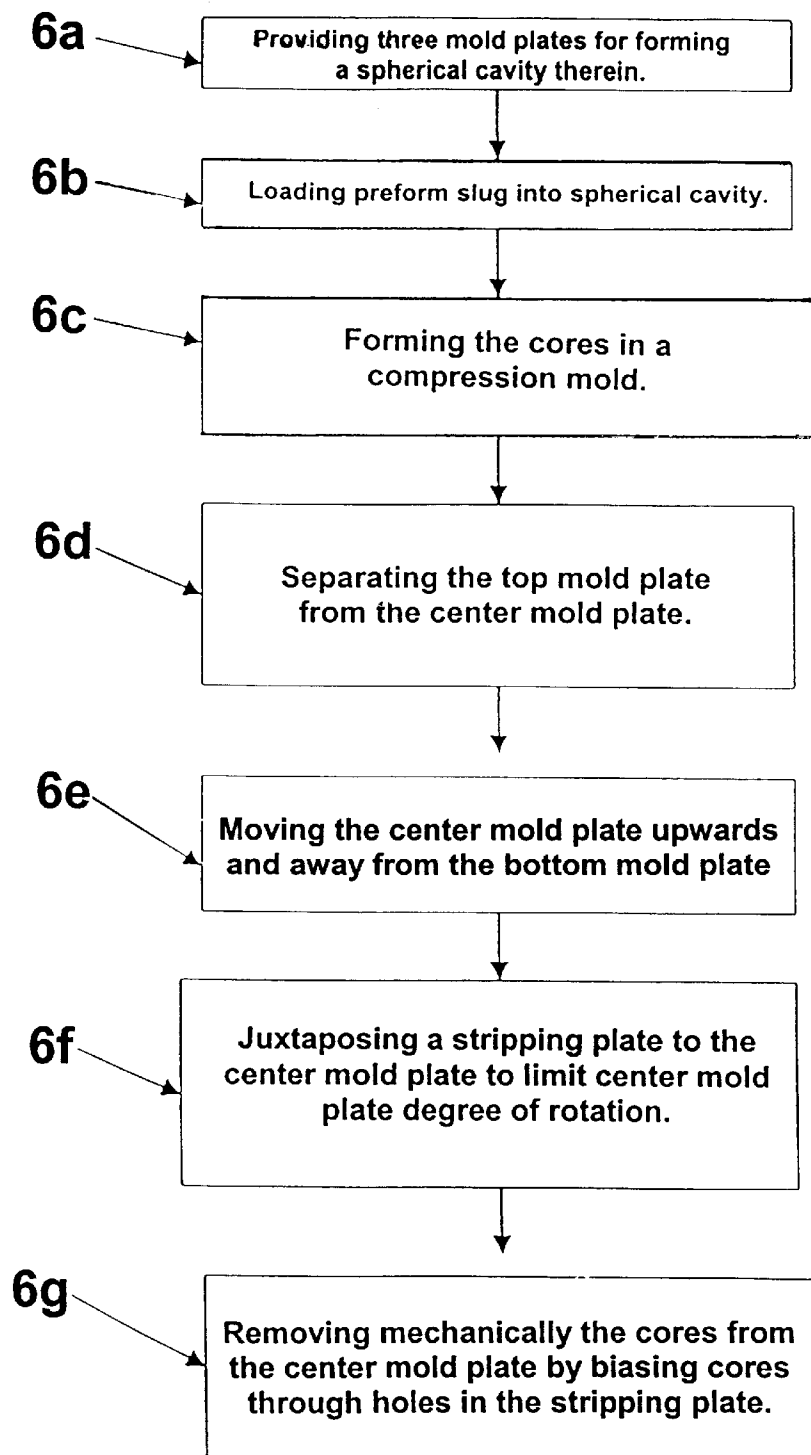 6a
Providing three mold plates for forming
a spherical cavity therein.
6b
Loading preform slug into spherical cavity.
6c
Forming the cores in a
compression mold.
6d
Separating the top mold plate
from the center mold plate.
6e
Moving the center mold plate upwards
and away from the bottom mold plate
6f
Juxtaposing a stripping plate to the
center mold plate to limit center mold
plate degree of rotation.
6g
Removing mechanically the cores from
the center mold plate by biasing cores
through holes in the stripping plate.